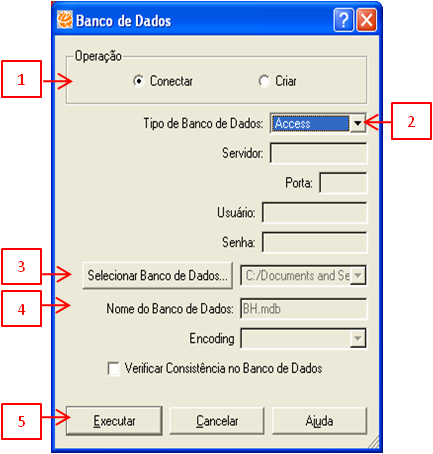 Banco de Dados
Operação
1
Conectar
Criar
Tipo de Banco de Dados:
Access
2
Servidor:
Porta:
Usuário:
Senha:
3
Selecionar Banco de Dados...
C:/Documents and Se
4
Nome do Banco de Dados:
BH.mdb
Encoding
Verificar Consistência no Banco de Dados
5
Executar
Cancelar
Ajuda